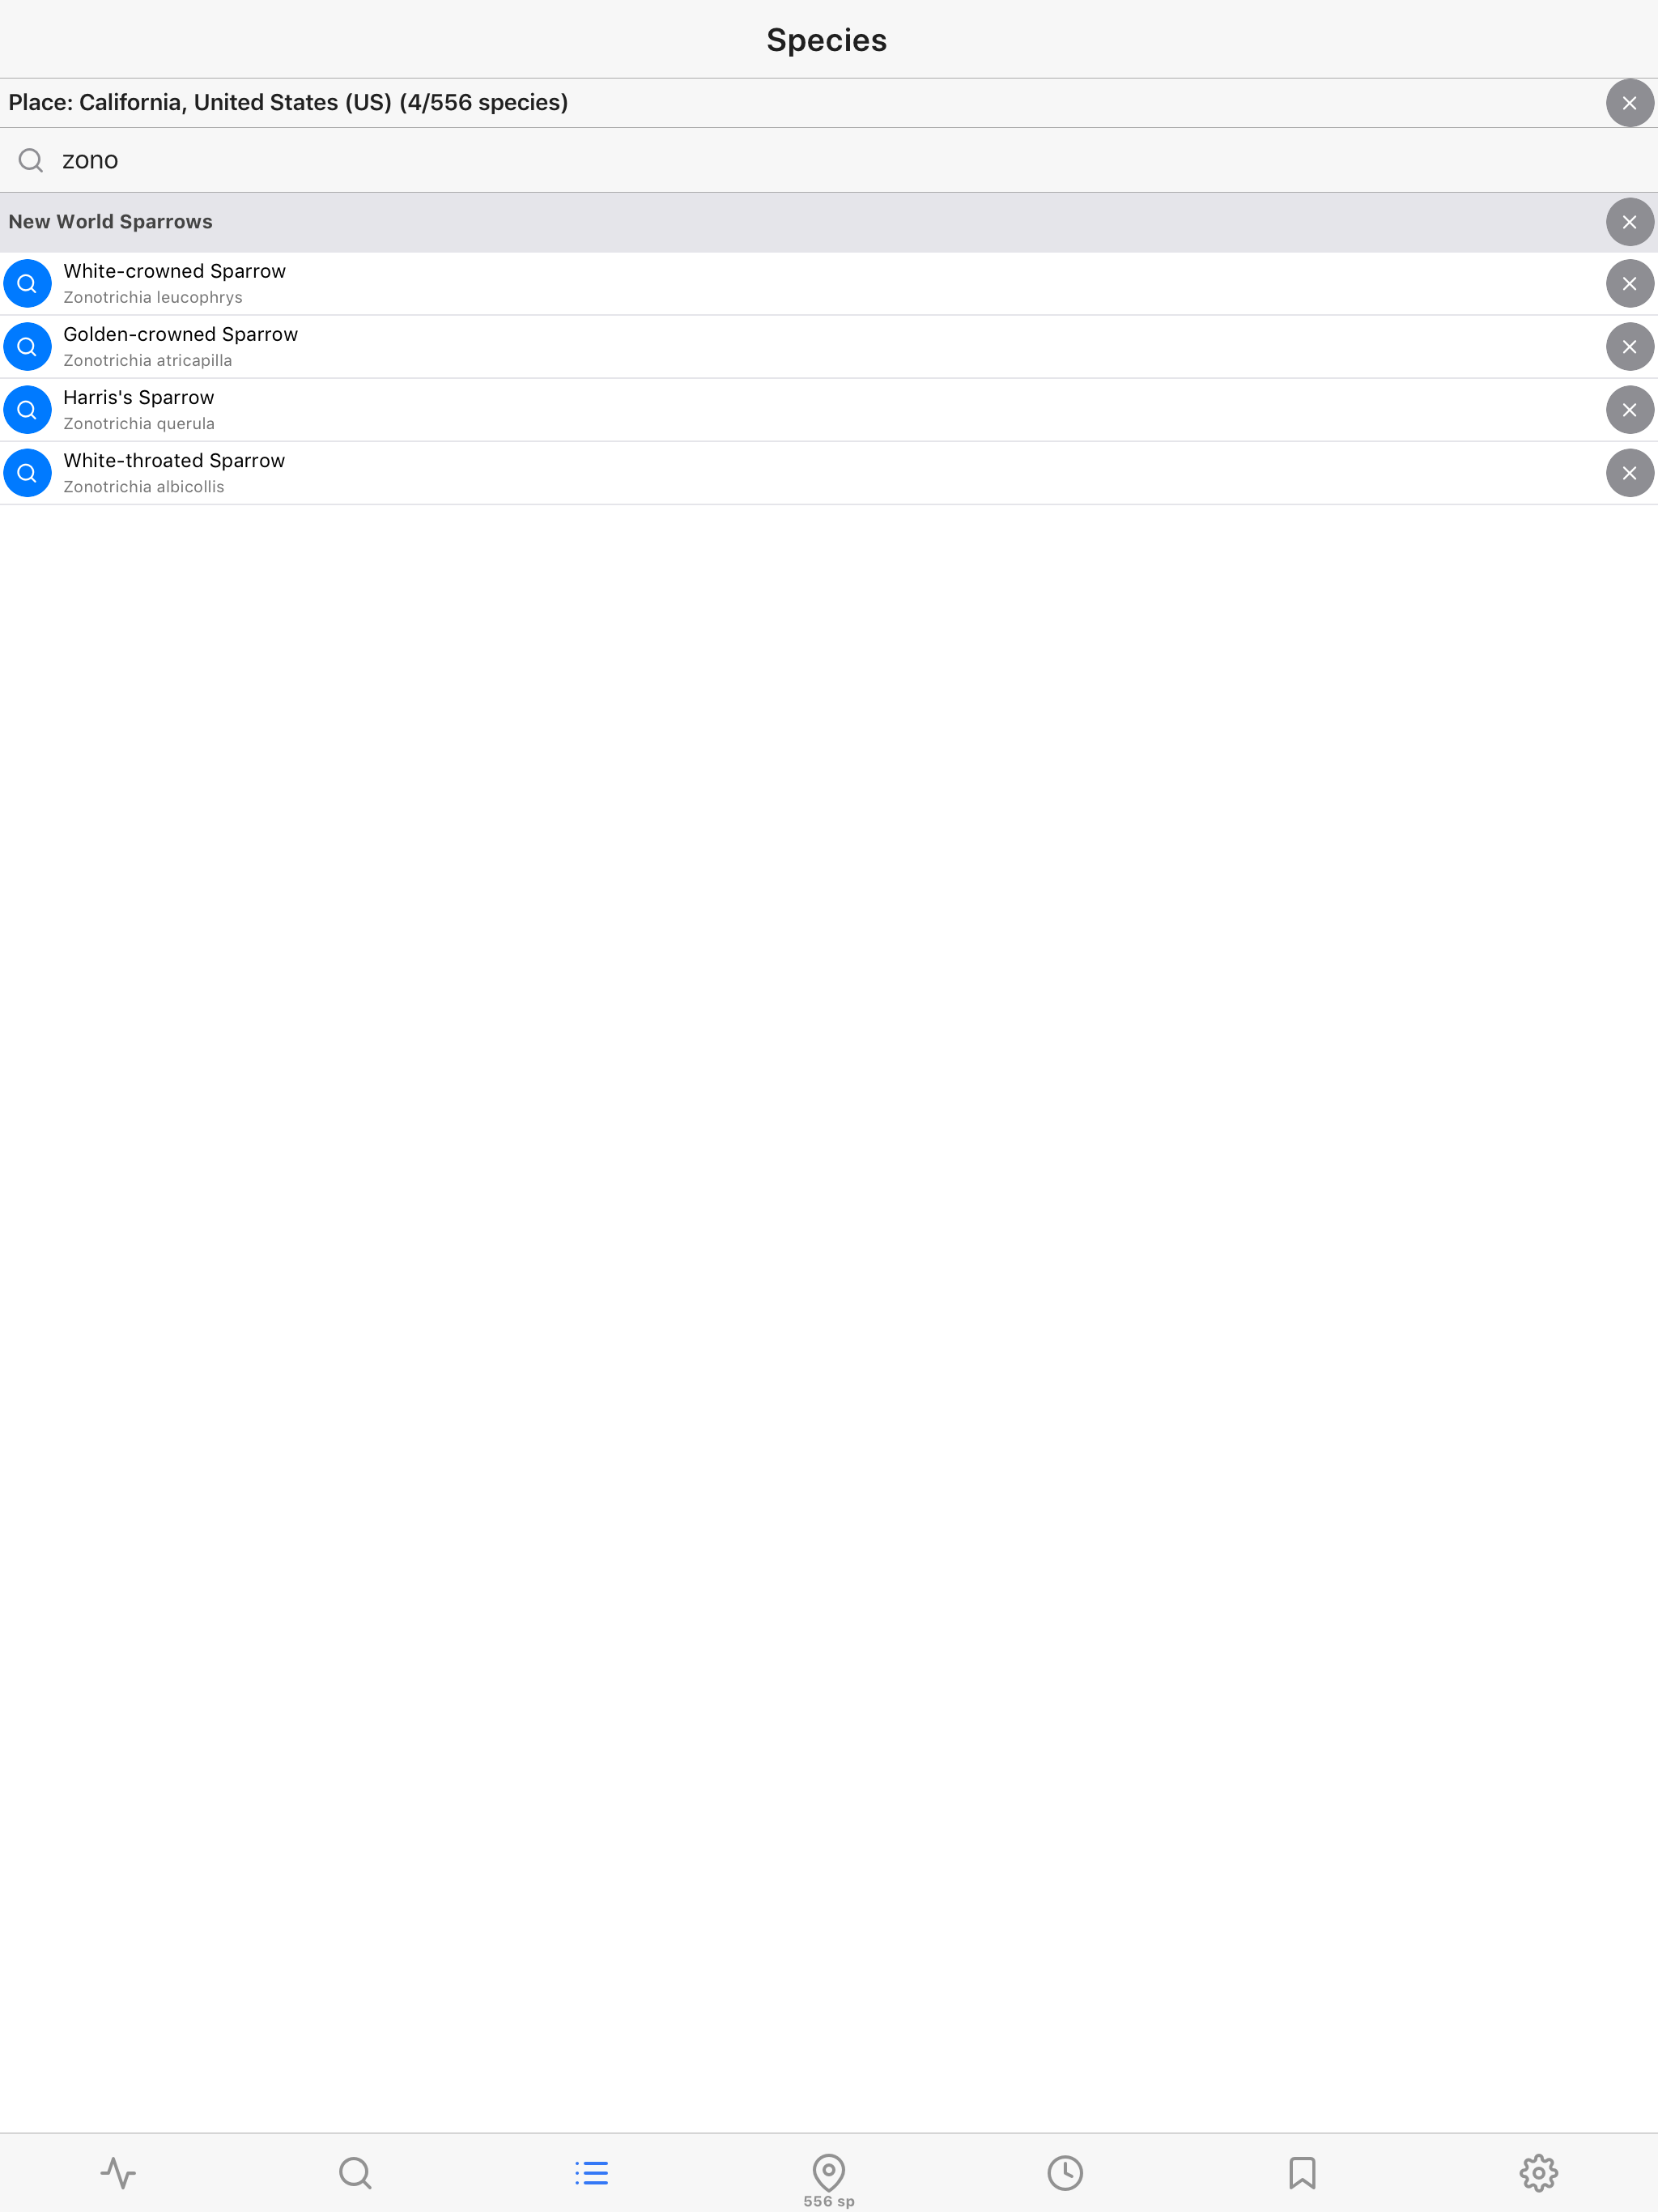 Species
Place: California, United States (US) (4/556 species)
zono
New World Sparrows
White-crowned Sparrow
Zonotrichia leucophrys
Golden-crowned Sparrow
Zonotrichia atricapilla
Harris's Sparrow
Zonotrichia querula
White-throated Sparrow
Zonotrichia albicollis
556 sp